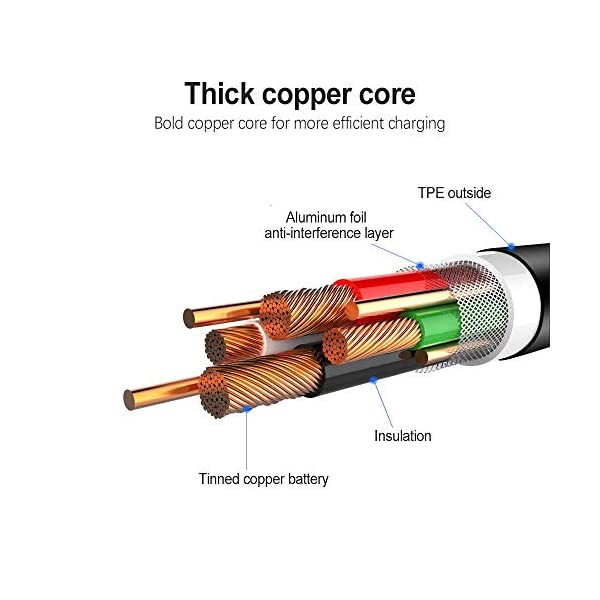 Thick copper core
Bold copper core for more efficient charging
TPE outside
Aluminum foil
anti-interference layer
Insulation
Tinned copper battery